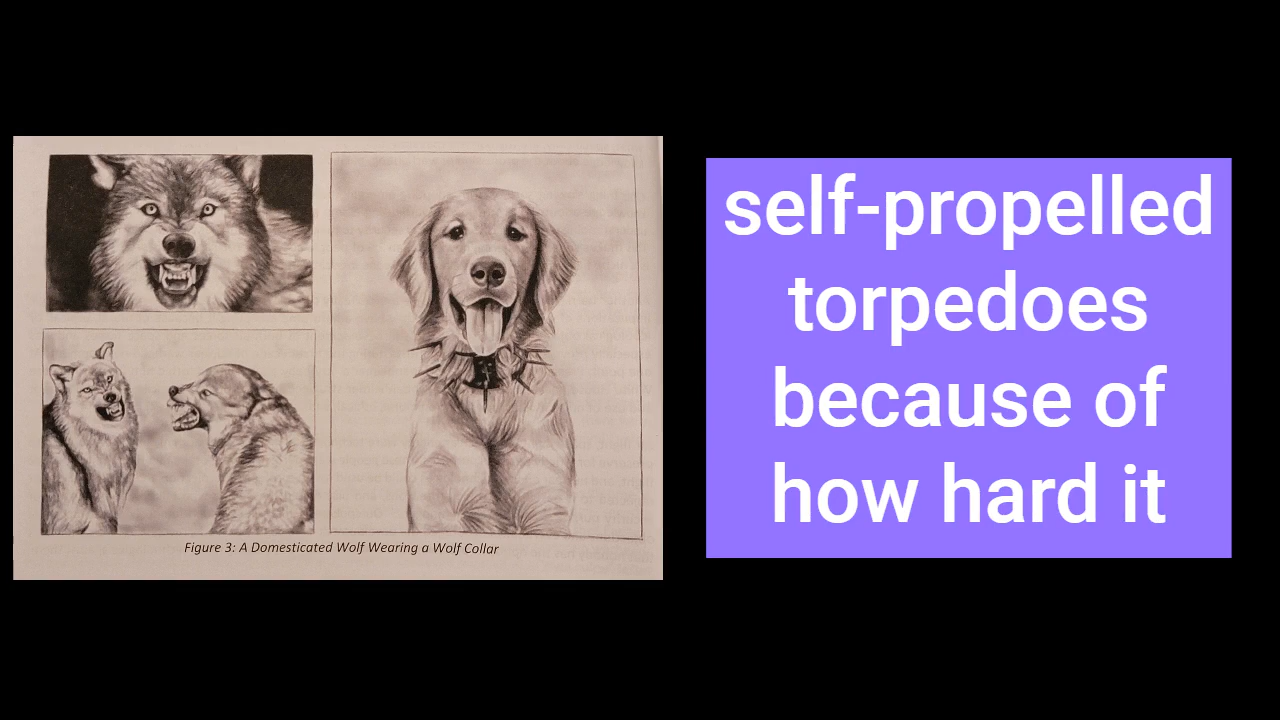 Figure 3: A Domesticated Wolf Wearing a Wolf Collar
self-propelled
torpedoes
because of
how hard it